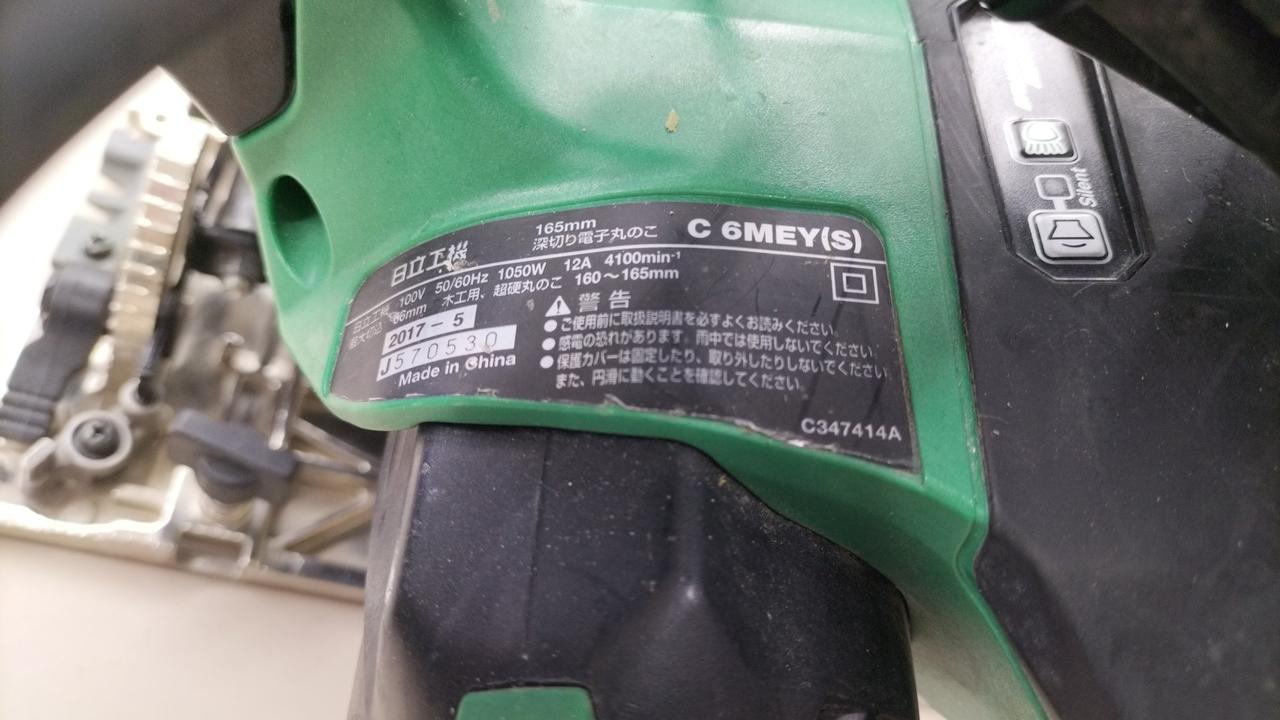 165mm
深切り電子丸のこ
C 6MEY(S)
日立工機
100V 50/60Hz 1050W 12A 4100min⁻¹
最大切込 66mm 木工用、超硬丸のこ 160～165mm
2017-5
J570530
Made in China
警告
●ご使用前に取扱説明書を必ずよくお読みください。
●感電の恐れがあります。雨中では使用しないでください。
●保護カバーは固定したり、取り外したりしないでください。
また、円滑に動くことを確認してください。
C347414A
Silent